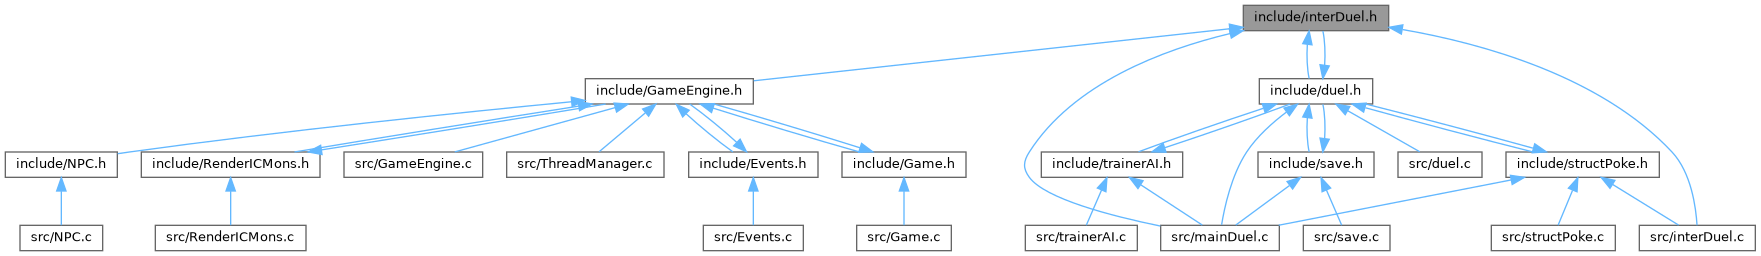 include/interDuel.h
include/GameEngine.h
include/duel.h
include/NPC.h
include/RenderICMons.h
src/GameEngine.c
src/ThreadManager.c
include/Events.h
include/Game.h
include/trainerAI.h
include/save.h
src/duel.c
include/structPoke.h
src/NPC.c
src/RenderICMons.c
src/Events.c
src/Game.c
src/trainerAI.c
src/mainDuel.c
src/save.c
src/structPoke.c
src/interDuel.c